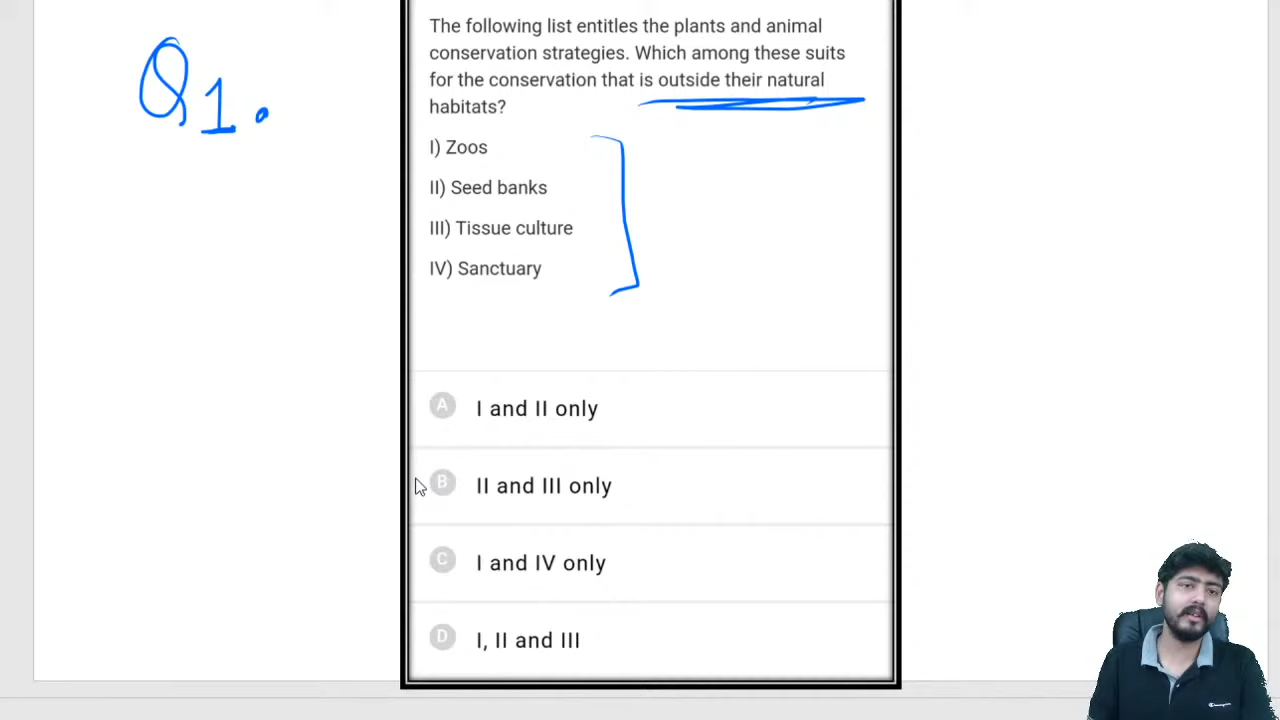 Q1.
The following list entitles the plants and animal
conservation strategies. Which among these suits
for the conservation that is outside their natural
habitats?
I) Zoos
II) Seed banks
III) Tissue culture
IV) Sanctuary
A I and II only
B II and III only
C I and IV only
D I, II and III